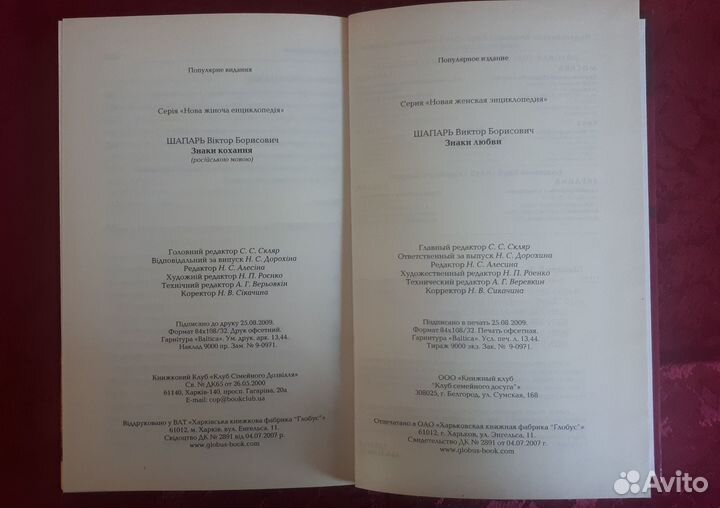 Популярне видання
Серія «Нова жіноча енциклопедія»
ШАПАРЬ Віктор Борисович
Знаки кохання
(російською мовою)
Головний редактор С. С. Скляр
Відповідальний за випуск Н. С. Дорохіна
Редактор Н. С. Алесіна
Художній редактор Н. П. Роєнко
Технічний редактор А. Г. Верьовкін
Коректор Н. В. Сікачина
Підписано до друку 25.08.2009.
Формат 84x108/32. Друк офсетний.
Гарнітура «Baltica». Ум. друк. арк. 13,44.
Наклад 9000 пр. Зам. № 9-0971.
Книжковий Клуб «Клуб Сімейного Дозвілля»
Св. № ДК65 от 26.05.2000
61140, Харків-140, просп. Гагаріна, 20а
E-mail: cop@bookclub.ua
Віддруковано у ВАТ «Харківська книжкова фабрика "Глобус"»
61012, м. Харків, вул. Енгельса, 11.
Свідоцтво ДК № 2891 від 04.07.2007 р.
www.globus-book.com
Популярное издание
Серия «Новая женская энциклопедия»
ШАПАРЬ Виктор Борисович
Знаки любви
Главный редактор С. С. Скляр
Ответственный за выпуск Н. С. Дорохина
Редактор Н. С. Алесина
Художественный редактор Н. П. Роенко
Технический редактор А. Г. Веревкин
Корректор Н. В. Сикачина
Подписано в печать 25.08.2009.
Формат 84x108/32. Печать офсетная.
Гарнитура «Baltica». Усл. печ. л. 13,44.
Тираж 9000 экз. Зак. № 9-0971.
ООО «Книжный клуб
"Клуб семейного досуга"»
308025, г. Белгород, ул. Сумская, 168
Отпечатано в ОАО «Харьковская книжная фабрика "Глобус"»
61012, г. Харьков, ул. Энгельса, 11.
Свидетельство ДК № 2891 от 04.07.2007 г.
www.globus-book.com
Avito